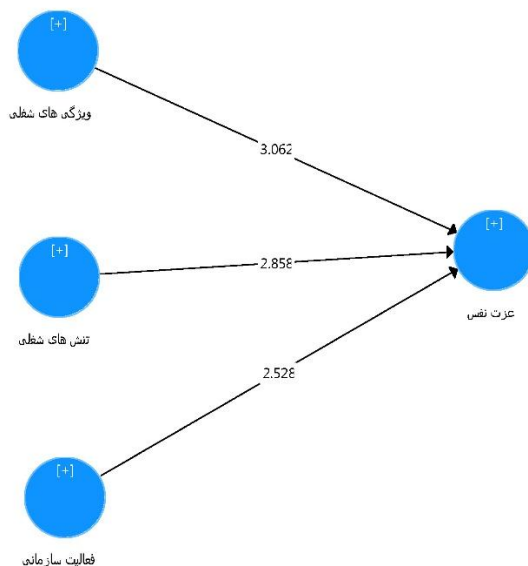 [+]
ویژگی های شغلی
3.062
[+]
تنش های شغلی
2.858
[+]
عزت نفس
2.528
[+]
فعالیت سازمانی